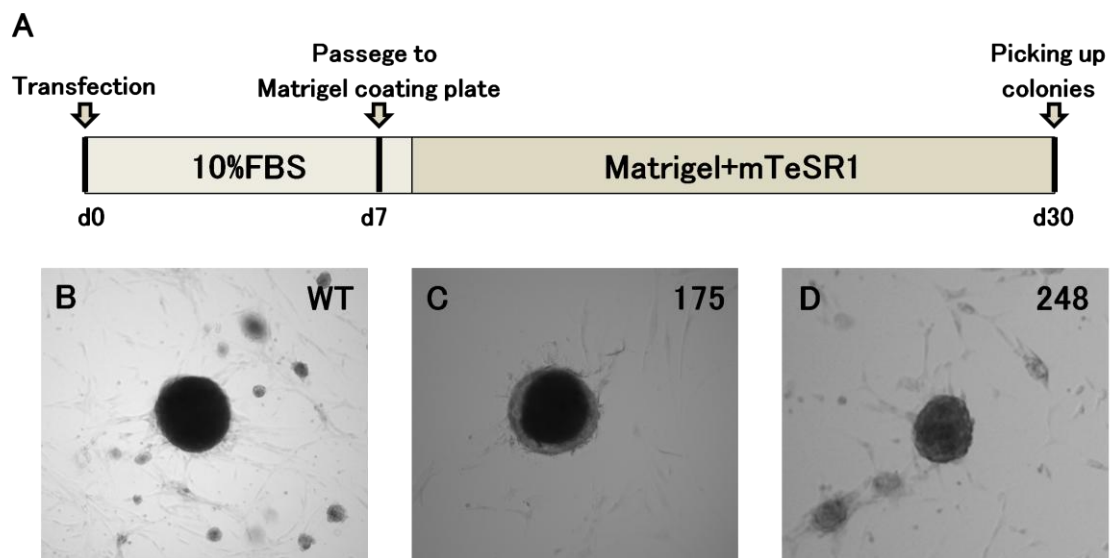 A
Transfection
Passege to
Matrigel coating plate
Picking up
colonies
10%FBS
Matrigel+mTeSR1
d0
d7
d30
B
WT
C
175
D
248